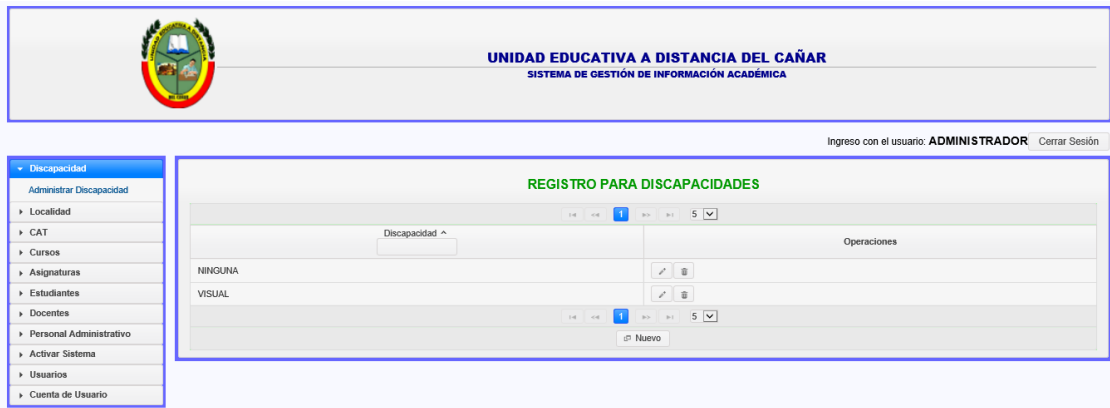 UNIDAD EDUCATIVA A DISTANCIA DEL CAÑAR
SISTEMA DE GESTIÓN DE INFORMACIÓN ACADÉMICA
Ingreso con el usuario: ADMINISTRADOR Cerrar Sesión
Discapacidad
Administrar Discapacidad
Localidad
CAT
Cursos
Asignaturas
Estudiantes
Docentes
Personal Administrativo
Activar Sistema
Usuarios
Cuenta de Usuario
REGISTRO PARA DISCAPACIDADES
1 5
Discapacidad Operaciones
NINGUNA
VISUAL
1 5
Nuevo